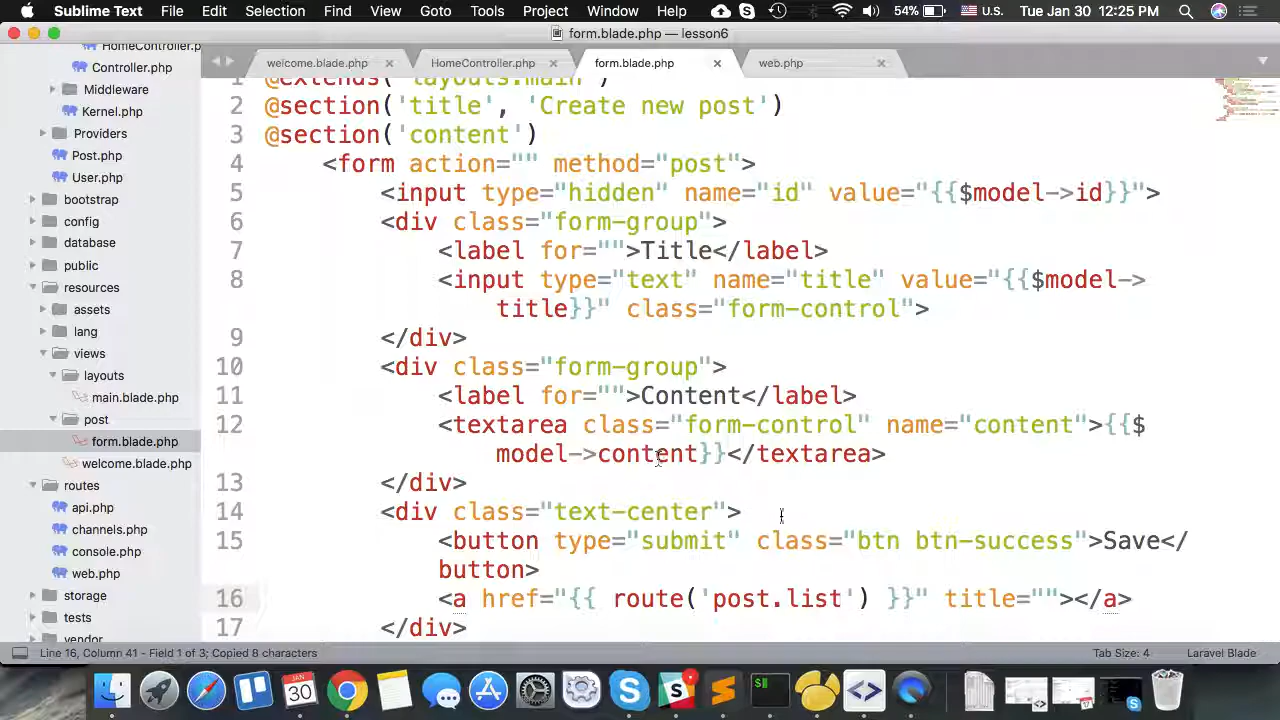 Sublime Text File Edit Selection Find View Goto Tools Project Window Help 54% U.S. Tue Jan 30 12:25 PM
form.blade.php — lesson6
welcome.blade.php HomeController.php form.blade.php web.php
HomeController.p
Controller.php
Middleware
Kernel.php
Providers
Post.php
User.php
bootstrap
config
database
public
resources
assets
lang
views
layouts
main.blade.php
post
form.blade.php
welcome.blade.php
routes
api.php
channels.php
console.php
web.php
storage
tests
vendor
1 @extends('layouts.main')
2 @section('title', 'Create new post')
3 @section('content')
4 <form action="" method="post">
5 <input type="hidden" name="id" value="{{$model->id}}">
6 <div class="form-group">
7 <label for="">Title</label>
8 <input type="text" name="title" value="{{$model->
title}}" class="form-control">
9 </div>
10 <div class="form-group">
11 <label for="">Content</label>
12 <textarea class="form-control" name="content">{{$
model->content}}</textarea>
13 </div>
14 <div class="text-center">
15 <button type="submit" class="btn btn-success">Save</
button>
16 <a href="{{ route('post.list') }}" title=""></a>
17 </div>
Line 16, Column 41 - Field 1 of 3; Copied 8 characters Tab Size: 4 Laravel Blade
JAN
30